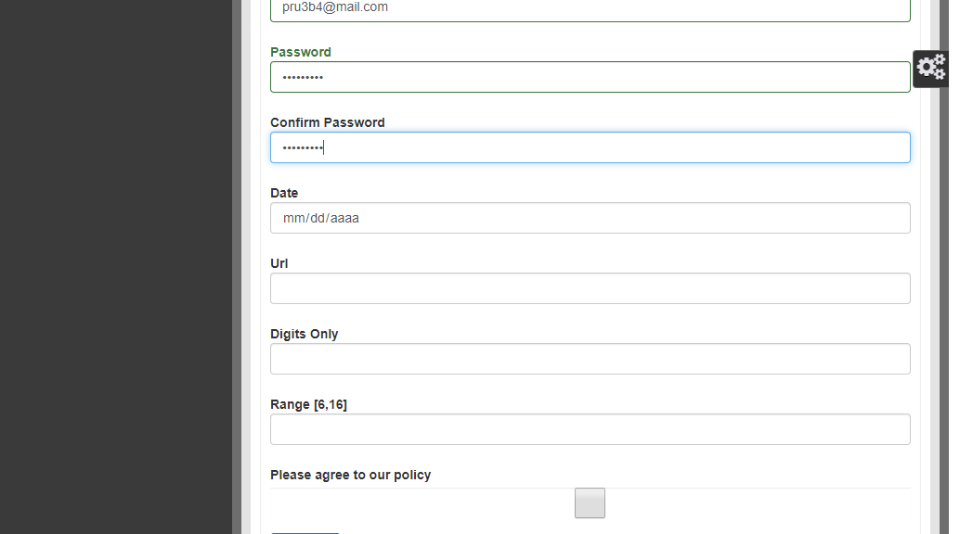 pru3b4@mail.com
Password
•••••••••
Confirm Password
•••••••••
Date
mm/dd/aaaa
Url
Digits Only
Range [6,16]
Please agree to our policy